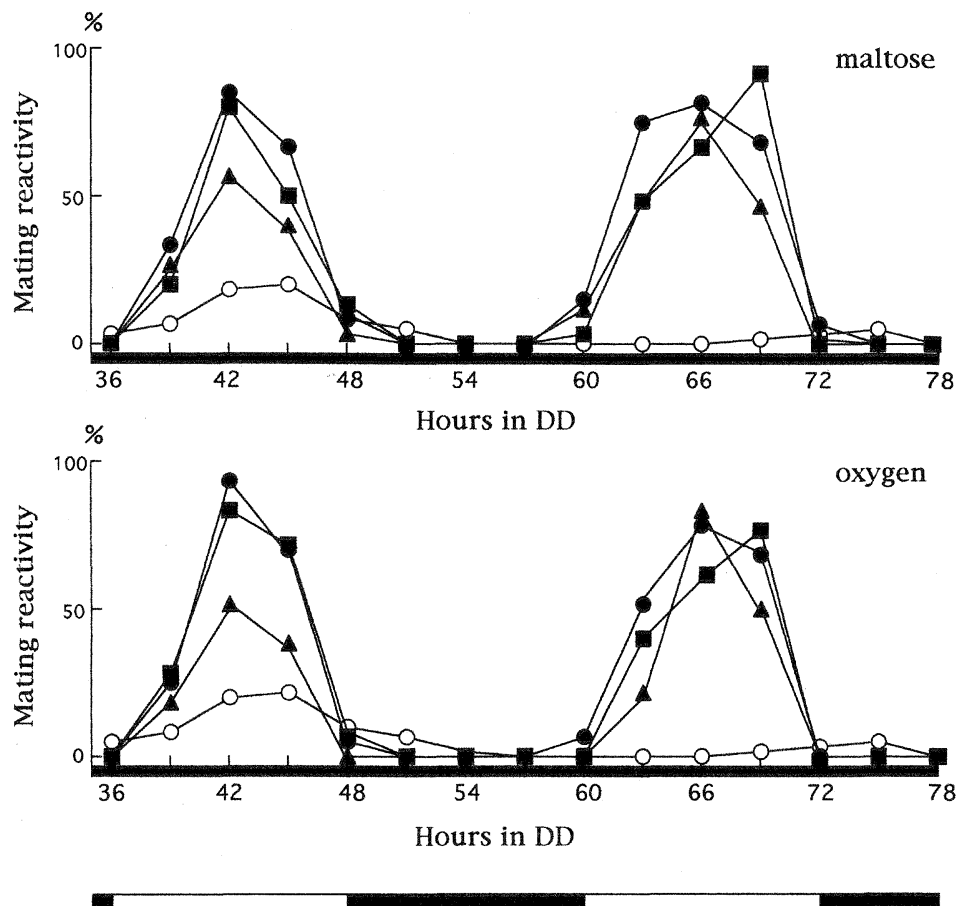 %
100
maltose
Mating reactivity
50
0
36 42 48 54 60 66 72 78
Hours in DD
%
100
oxygen
Mating reactivity
50
0
36 42 48 54 60 66 72 78
Hours in DD